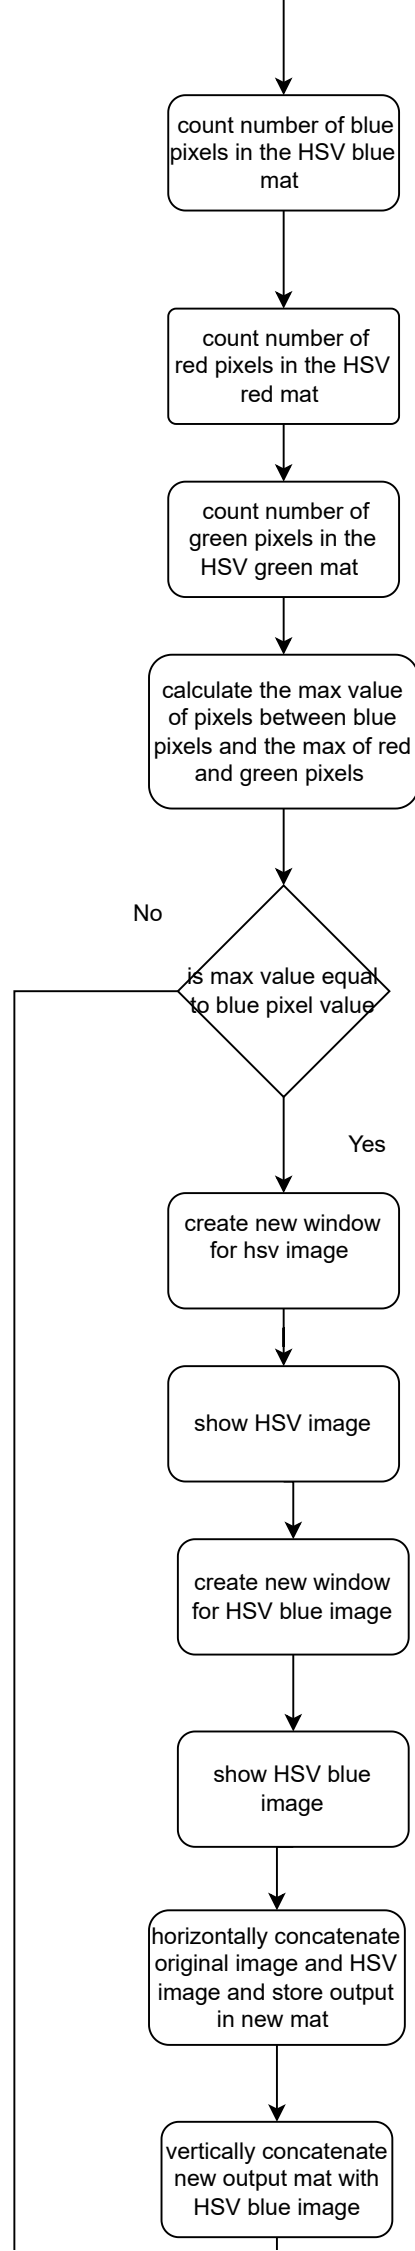 count number of blue
pixels in the HSV blue
mat
count number of
red pixels in the HSV
red mat
count number of
green pixels in the
HSV green mat
calculate the max value
of pixels between blue
pixels and the max of red
and green pixels
No
is max value equal
to blue pixel value
Yes
create new window
for hsv image
show HSV image
create new window
for HSV blue image
show HSV blue
image
horizontally concatenate
original image and HSV
image and store output
in new mat
vertically concatenate
new output mat with
HSV blue image